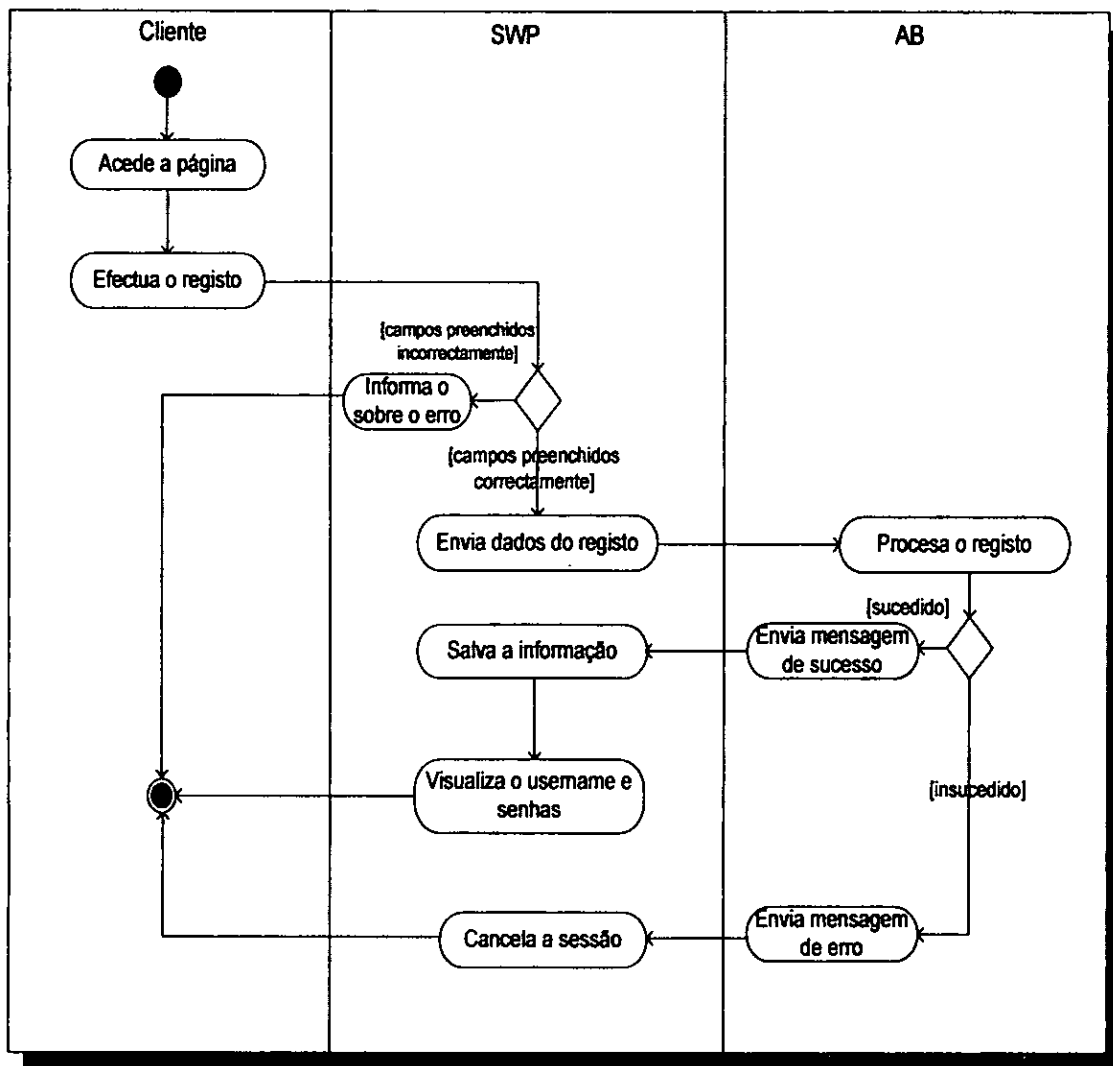 Cliente
SWP
AB
Acede a página
Efectua o registo
[campos preenchidos
incorrectamente]
Informa o
sobre o erro
[campos preenchidos
correctamente]
Envia dados do registo
Procesa o registo
[sucedido]
Envia mensagem
de sucesso
Salva a informação
Visualiza o username e
senhas
[insucedido]
Envia mensagem
de erro
Cancela a sessão